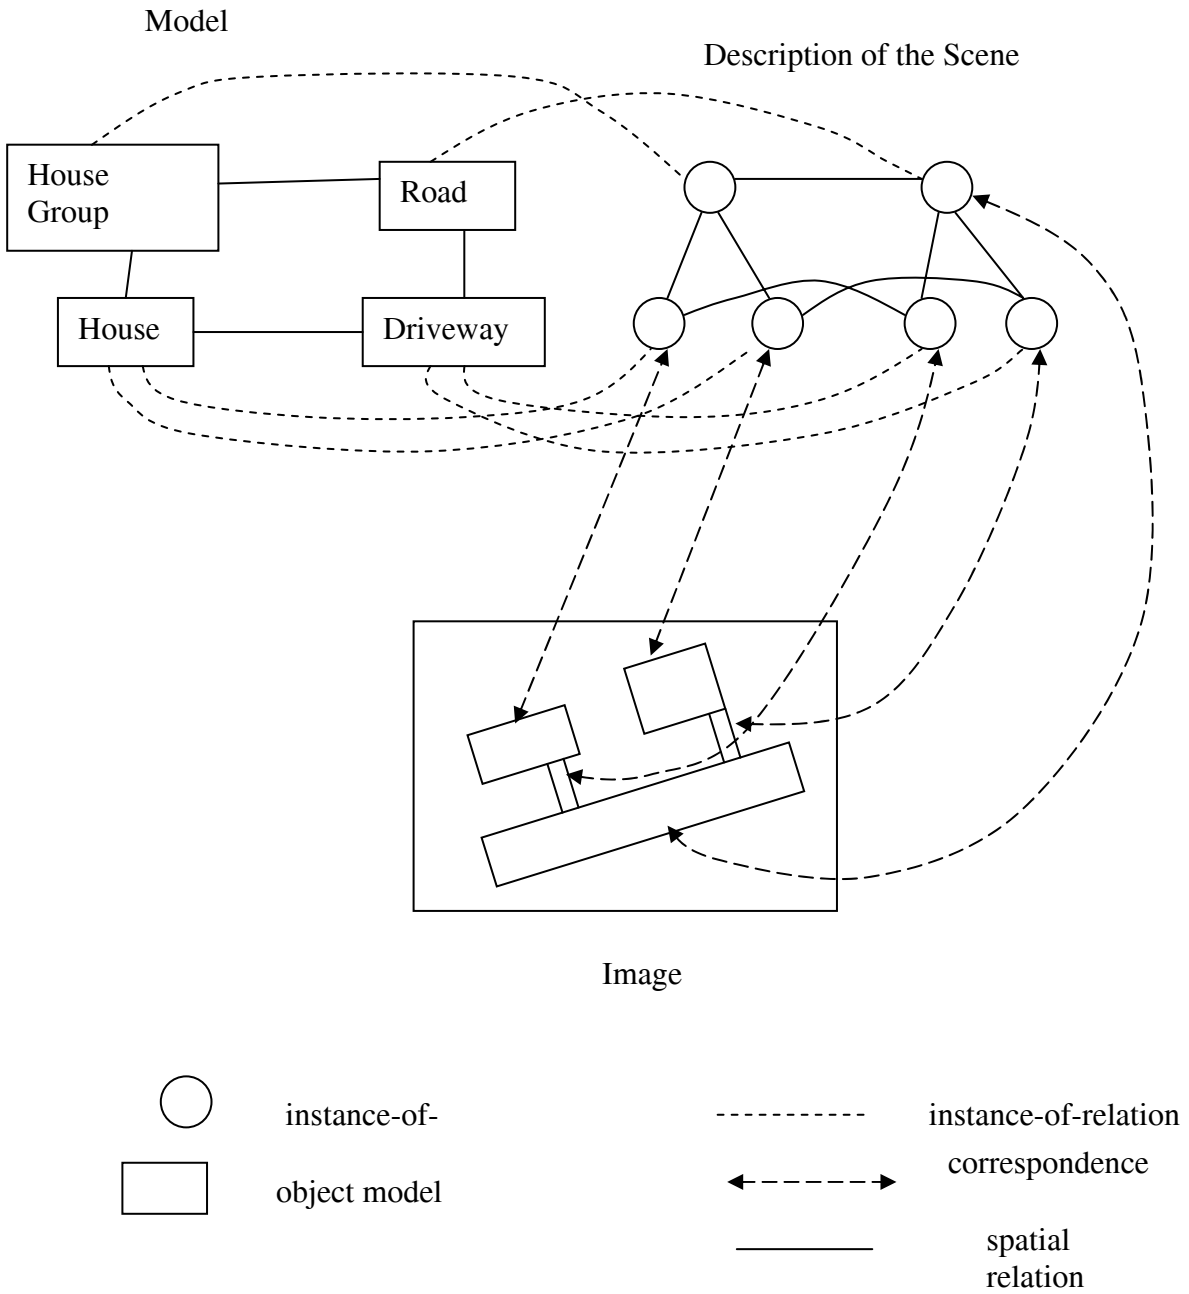 Model
Description of the Scene
House
Group
Road
House
Driveway
Image
instance-of-
instance-of-relation
correspondence
object model
spatial
relation